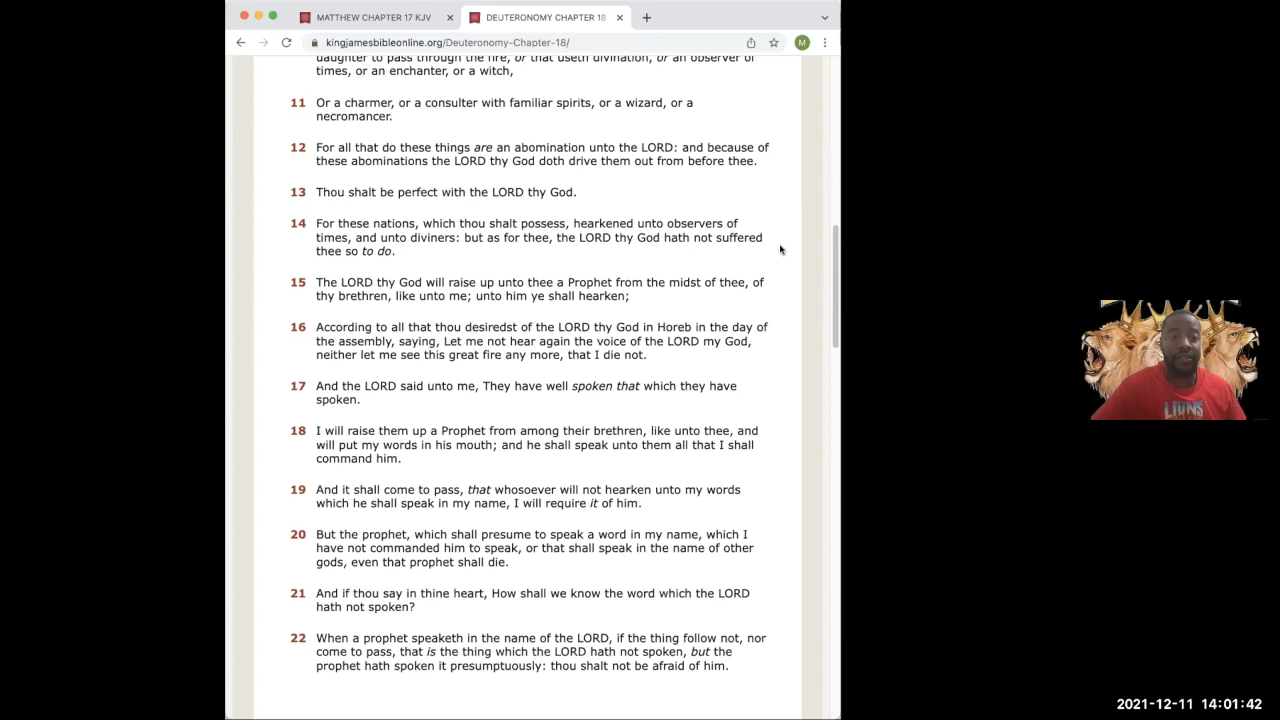 MATTHEW CHAPTER 17 KJV
DEUTERONOMY CHAPTER 18
kingjamesbibleonline.org/Deuteronomy-Chapter-18/
M
daughter to pass through the fire, or that useth divination, or an observer of
times, or an enchanter, or a witch,
11 Or a charmer, or a consulter with familiar spirits, or a wizard, or a
necromancer.
12 For all that do these things are an abomination unto the LORD: and because of
these abominations the LORD thy God doth drive them out from before thee.
13 Thou shalt be perfect with the LORD thy God.
14 For these nations, which thou shalt possess, hearkened unto observers of
times, and unto diviners: but as for thee, the LORD thy God hath not suffered
thee so to do.
15 The LORD thy God will raise up unto thee a Prophet from the midst of thee, of
thy brethren, like unto me; unto him ye shall hearken;
16 According to all that thou desiredst of the LORD thy God in Horeb in the day of
the assembly, saying, Let me not hear again the voice of the LORD my God,
neither let me see this great fire any more, that I die not.
17 And the LORD said unto me, They have well spoken that which they have
spoken.
18 I will raise them up a Prophet from among their brethren, like unto thee, and
will put my words in his mouth; and he shall speak unto them all that I shall
command him.
19 And it shall come to pass, that whosoever will not hearken unto my words
which he shall speak in my name, I will require it of him.
20 But the prophet, which shall presume to speak a word in my name, which I
have not commanded him to speak, or that shall speak in the name of other
gods, even that prophet shall die.
21 And if thou say in thine heart, How shall we know the word which the LORD
hath not spoken?
22 When a prophet speaketh in the name of the LORD, if the thing follow not, nor
come to pass, that is the thing which the LORD hath not spoken, but the
prophet hath spoken it presumptuously: thou shalt not be afraid of him.
LIONS
2021-12-11 14:01:42